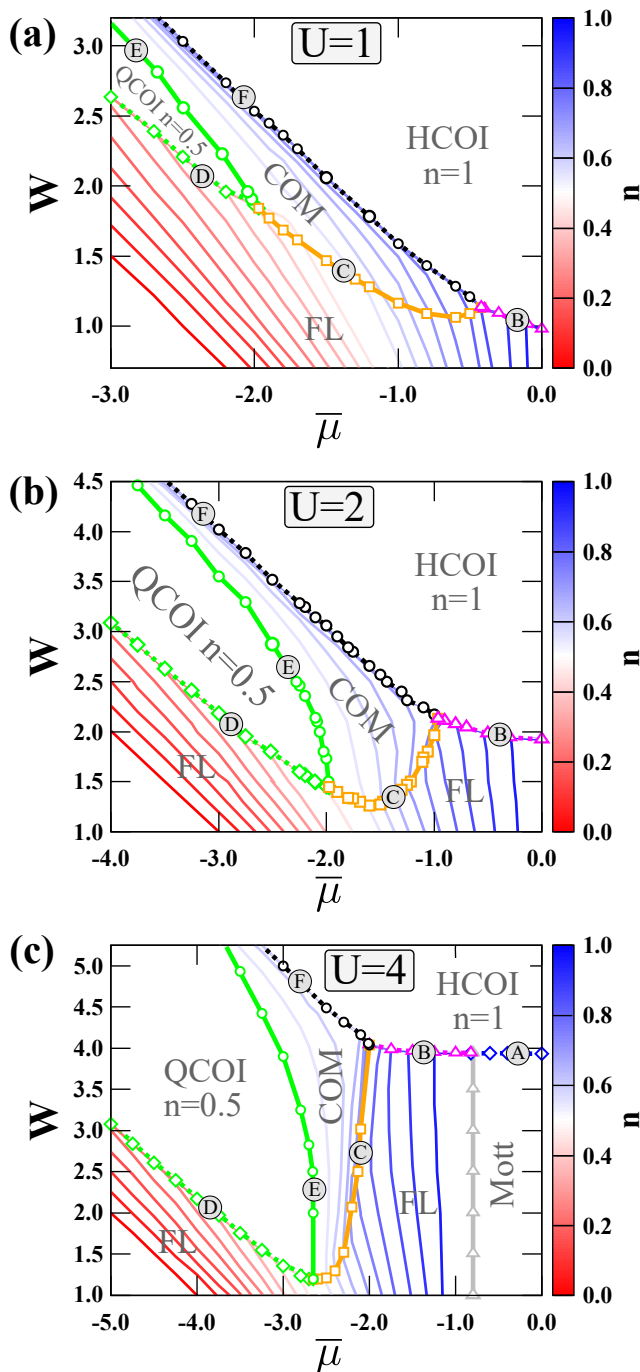 (a)
U=1
3.0
2.5
2.0
1.5
1.0
W
E
F
QCOI
n=0.5
D
COM
HCOI
n=1
C
FL
B
-3.0 -2.0 -1.0 0.0
μ̅
1.0
0.8
0.6
0.4
0.2
0.0
n
(b)
U=2
4.5
4.0
3.5
3.0
2.5
2.0
1.5
1.0
W
F
HCOI
n=1
QCOI n=0.5
E
COM
D
B
FL
C
FL
-4.0 -3.0 -2.0 -1.0 0.0
μ̅
1.0
0.8
0.6
0.4
0.2
0.0
n
(c)
U=4
5.0
4.5
4.0
3.5
3.0
2.5
2.0
1.5
1.0
W
F
HCOI
n=1
B
A
QCOI
n=0.5
COM
C
E
D
FL
FL
Mott
-5.0 -4.0 -3.0 -2.0 -1.0 0.0
μ̅
1.0
0.8
0.6
0.4
0.2
0.0
n